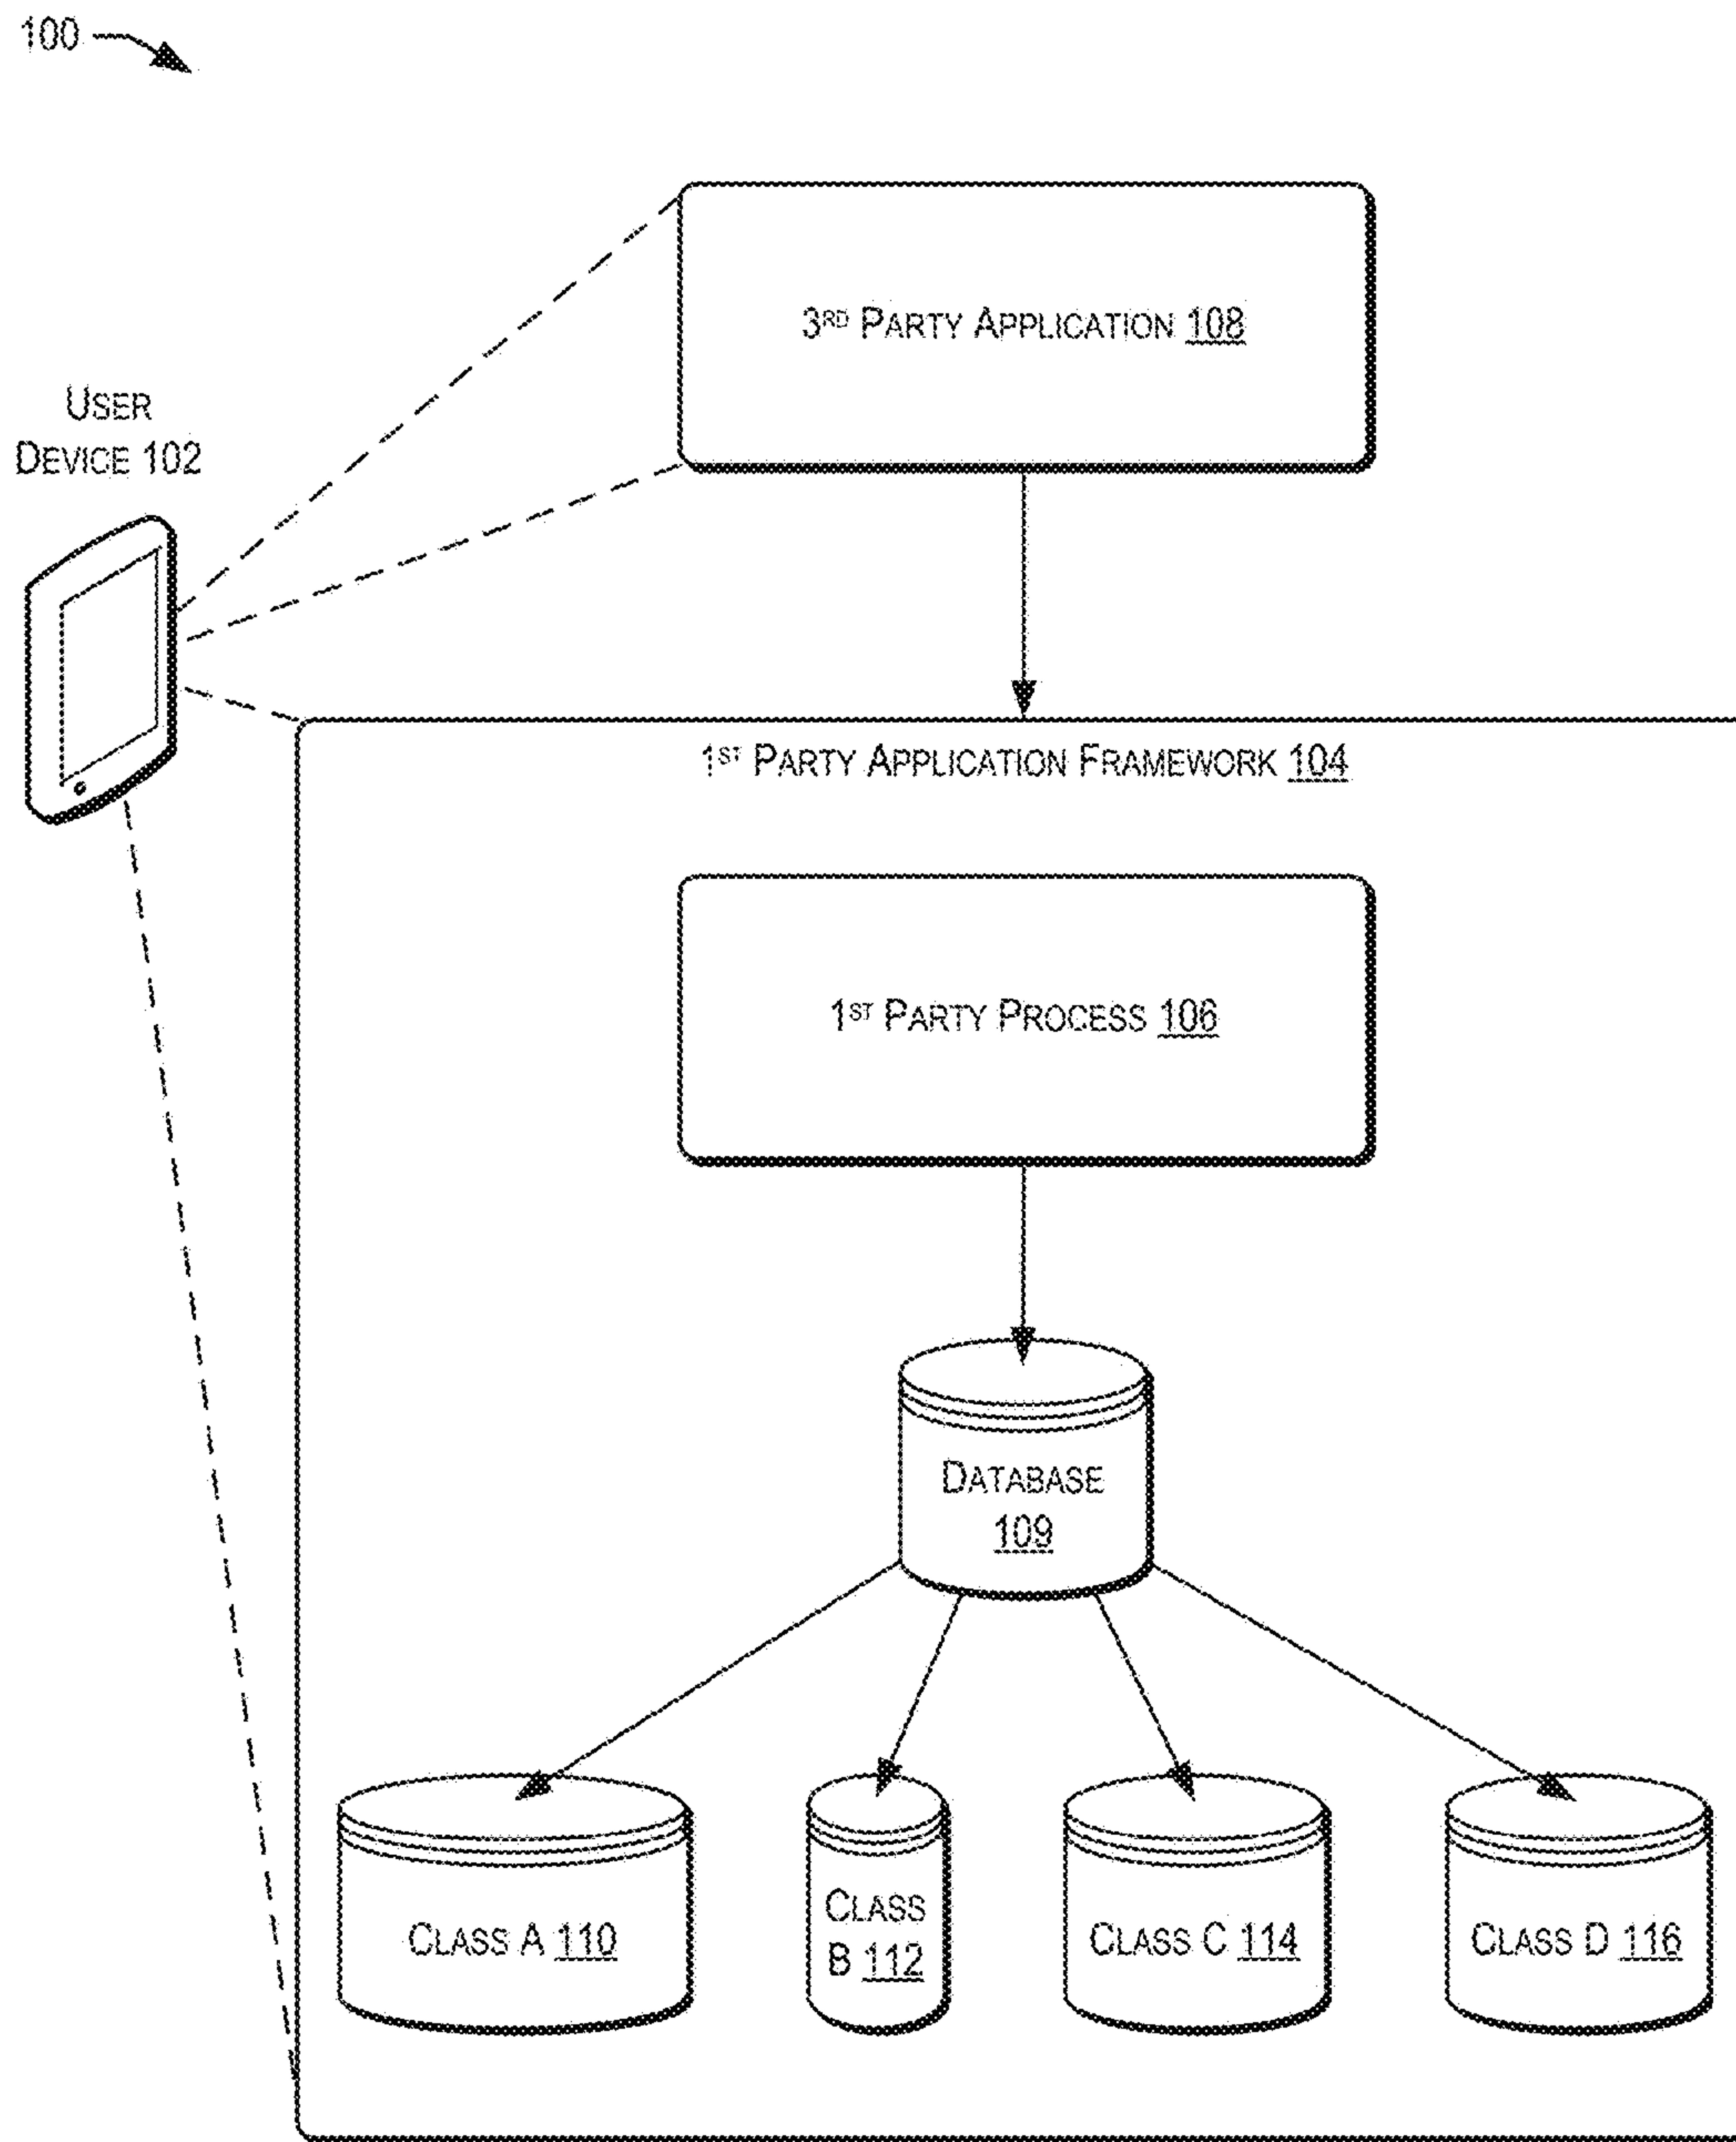 100
3RD PARTY APPLICATION 108
USER
DEVICE 102
1ST PARTY APPLICATION FRAMEWORK 104
1ST PARTY PROCESS 106
DATABASE
109
CLASS A 110
CLASS
B 112
CLASS C 114
CLASS D 116